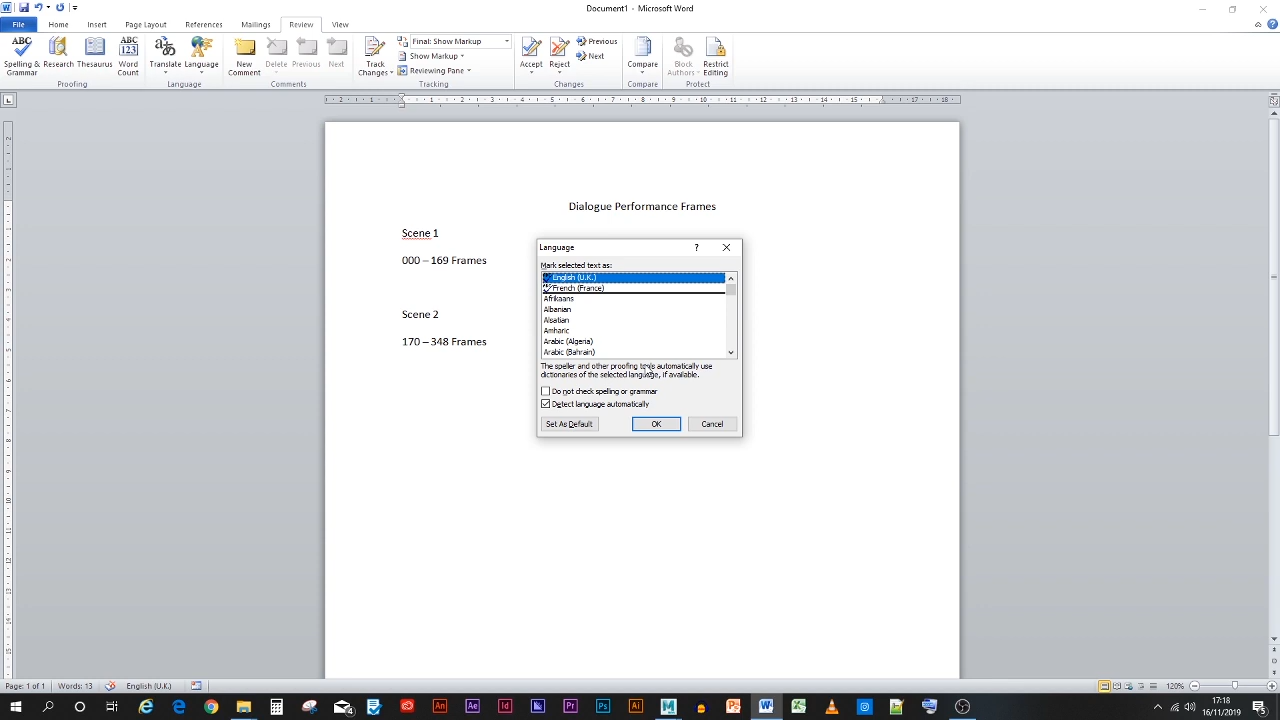 Document1 - Microsoft Word
File Home Insert Page Layout References Mailings Review View
Spelling & Grammar
Research
Thesaurus
Word Count
Proofing
Translate
Language
Language
New Comment
Delete
Previous
Next
Comments
Track Changes
Final: Show Markup
Show Markup
Reviewing Pane
Tracking
Accept
Reject
Previous
Next
Changes
Compare
Compare
Block Authors
Restrict Editing
Protect
Dialogue Performance Frames
Scene 1
000 – 169 Frames
Scene 2
170 – 348 Frames
Language
Mark selected text as:
English (U.K.)
French (France)
Afrikaans
Albanian
Alsatian
Amharic
Arabic (Algeria)
Arabic (Bahrain)
The speller and other proofing tools automatically use
dictionaries of the selected language, if available.
Do not check spelling or grammar
Detect language automatically
Set As Default OK Cancel
Page: 1 of 1 Words: 13 English (U.K.) 120%
17:18
16/11/2019